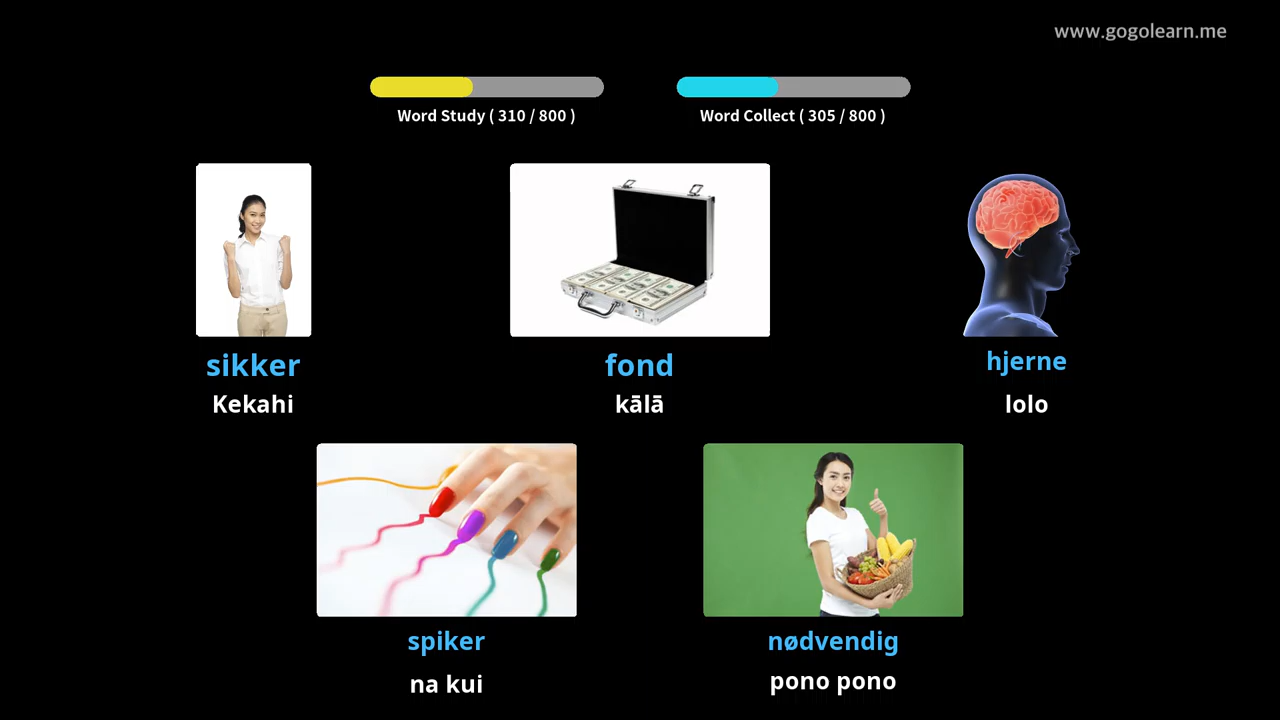 www.gogolearn.me
Word Study ( 310 / 800 )
Word Collect ( 305 / 800 )
sikker
Kekahi
fond
kālā
hjerne
lolo
spiker
na kui
nødvendig
pono pono